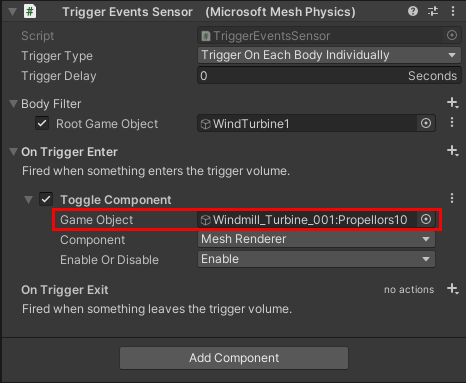 Trigger Events Sensor (Microsoft Mesh Physics)
Script TriggerEventsSensor
Trigger Type Trigger On Each Body Individually
Trigger Delay 0 Seconds
Body Filter
Root Game Object WindTurbine1
On Trigger Enter
Fired when something enters the trigger volume.
Toggle Component
Game Object Windmill_Turbine_001:Propellors10
Component Mesh Renderer
Enable Or Disable Enable
On Trigger Exit no actions
Fired when something leaves the trigger volume.
Add Component